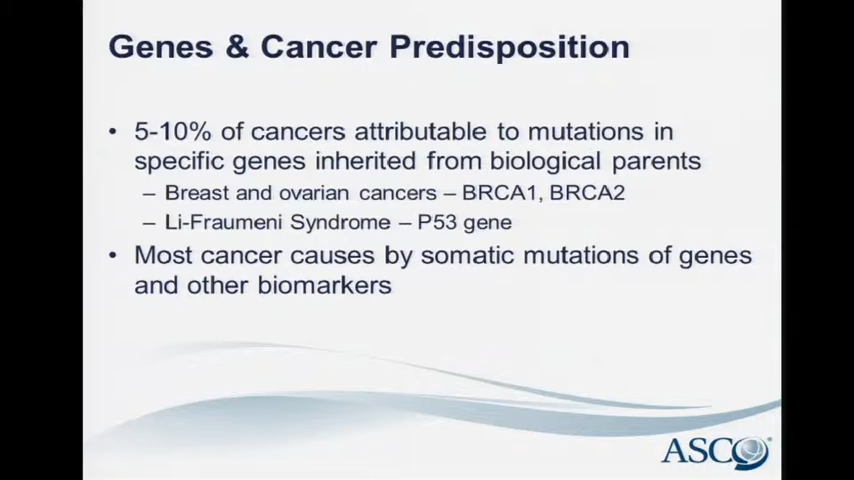 Genes & Cancer Predisposition
• 5-10% of cancers attributable to mutations in
specific genes inherited from biological parents
– Breast and ovarian cancers – BRCA1, BRCA2
– Li-Fraumeni Syndrome – P53 gene
• Most cancer causes by somatic mutations of genes
and other biomarkers
ASCO